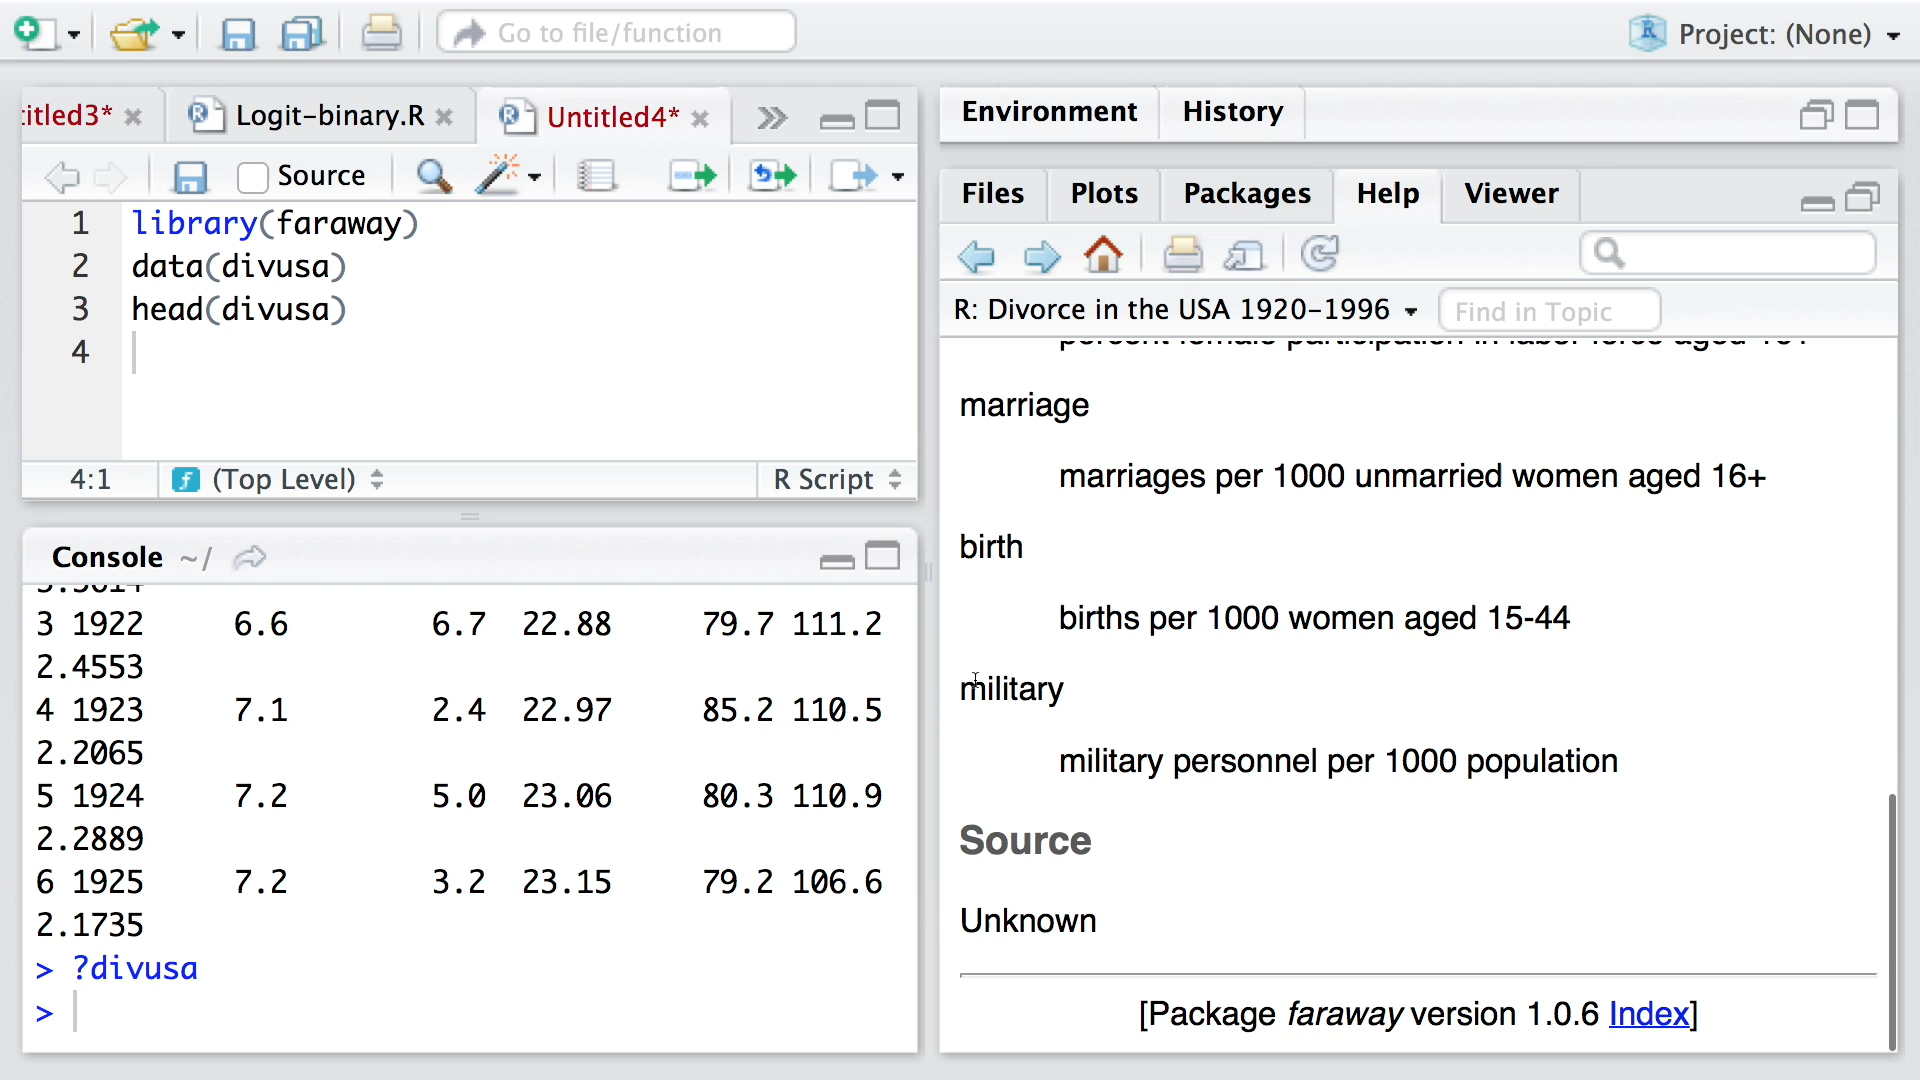 Go to file/function
Project: (None)
titled3*
Logit-binary.R
Untitled4*
Source
1 library(faraway)
2 data(divusa)
3 head(divusa)
4
4:1 (Top Level) R Script
Console ~/
3 1922 6.6 6.7 22.88 79.7 111.2
2.4553
4 1923 7.1 2.4 22.97 85.2 110.5
2.2065
5 1924 7.2 5.0 23.06 80.3 110.9
2.2889
6 1925 7.2 3.2 23.15 79.2 106.6
2.1735
> ?divusa
>
Environment History
Files Plots Packages Help Viewer
R: Divorce in the USA 1920-1996 Find in Topic
marriage
marriages per 1000 unmarried women aged 16+
birth
births per 1000 women aged 15-44
military
military personnel per 1000 population
Source
Unknown
[Package faraway version 1.0.6 Index]